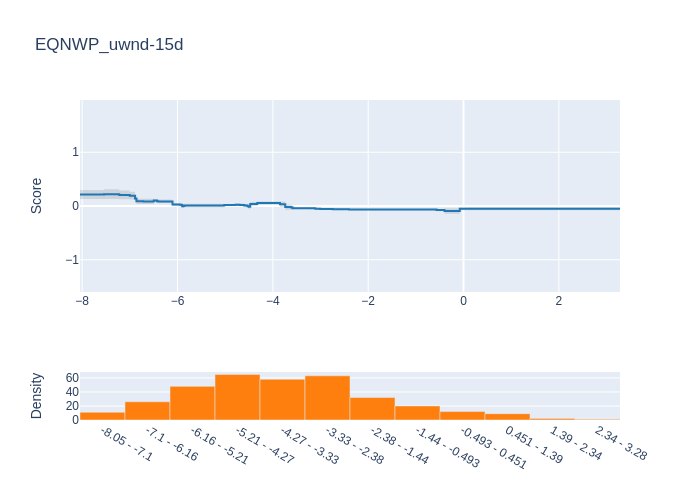 EQNWP_uwnd-15d
Score
1
0
−1
−8
−6
−4
−2
0
2
Density
60
40
20
0
-8.05 - -7.1
-7.1 - -6.16
-6.16 - -5.21
-5.21 - -4.27
-4.27 - -3.33
-3.33 - -2.38
-2.38 - -1.44
-1.44 - -0.493
-0.493 - 0.451
0.451 - 1.39
1.39 - 2.34
2.34 - 3.28